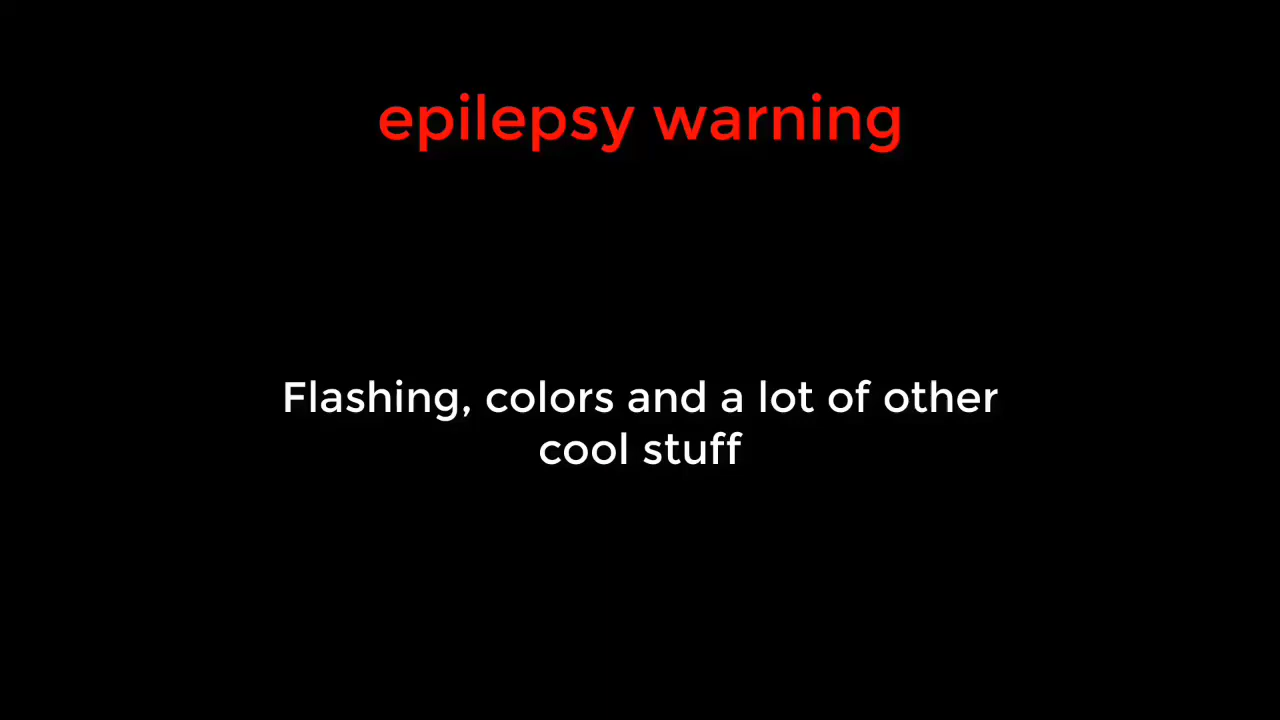 epilepsy warning
Flashing, colors and a lot of other
cool stuff